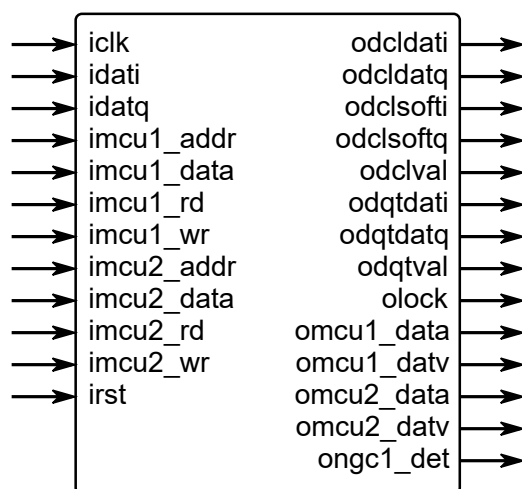 iclk odcldati
idati odcldatq
idatq odclsofti
imcu1_addr odclsoftq
imcu1_data odclval
imcu1_rd odqtdati
imcu1_wr odqtdatq
imcu2_addr odqtval
imcu2_data olock
imcu2_rd omcu1_data
imcu2_wr omcu1_datv
irst omcu2_data
omcu2_datv
ongc1_det